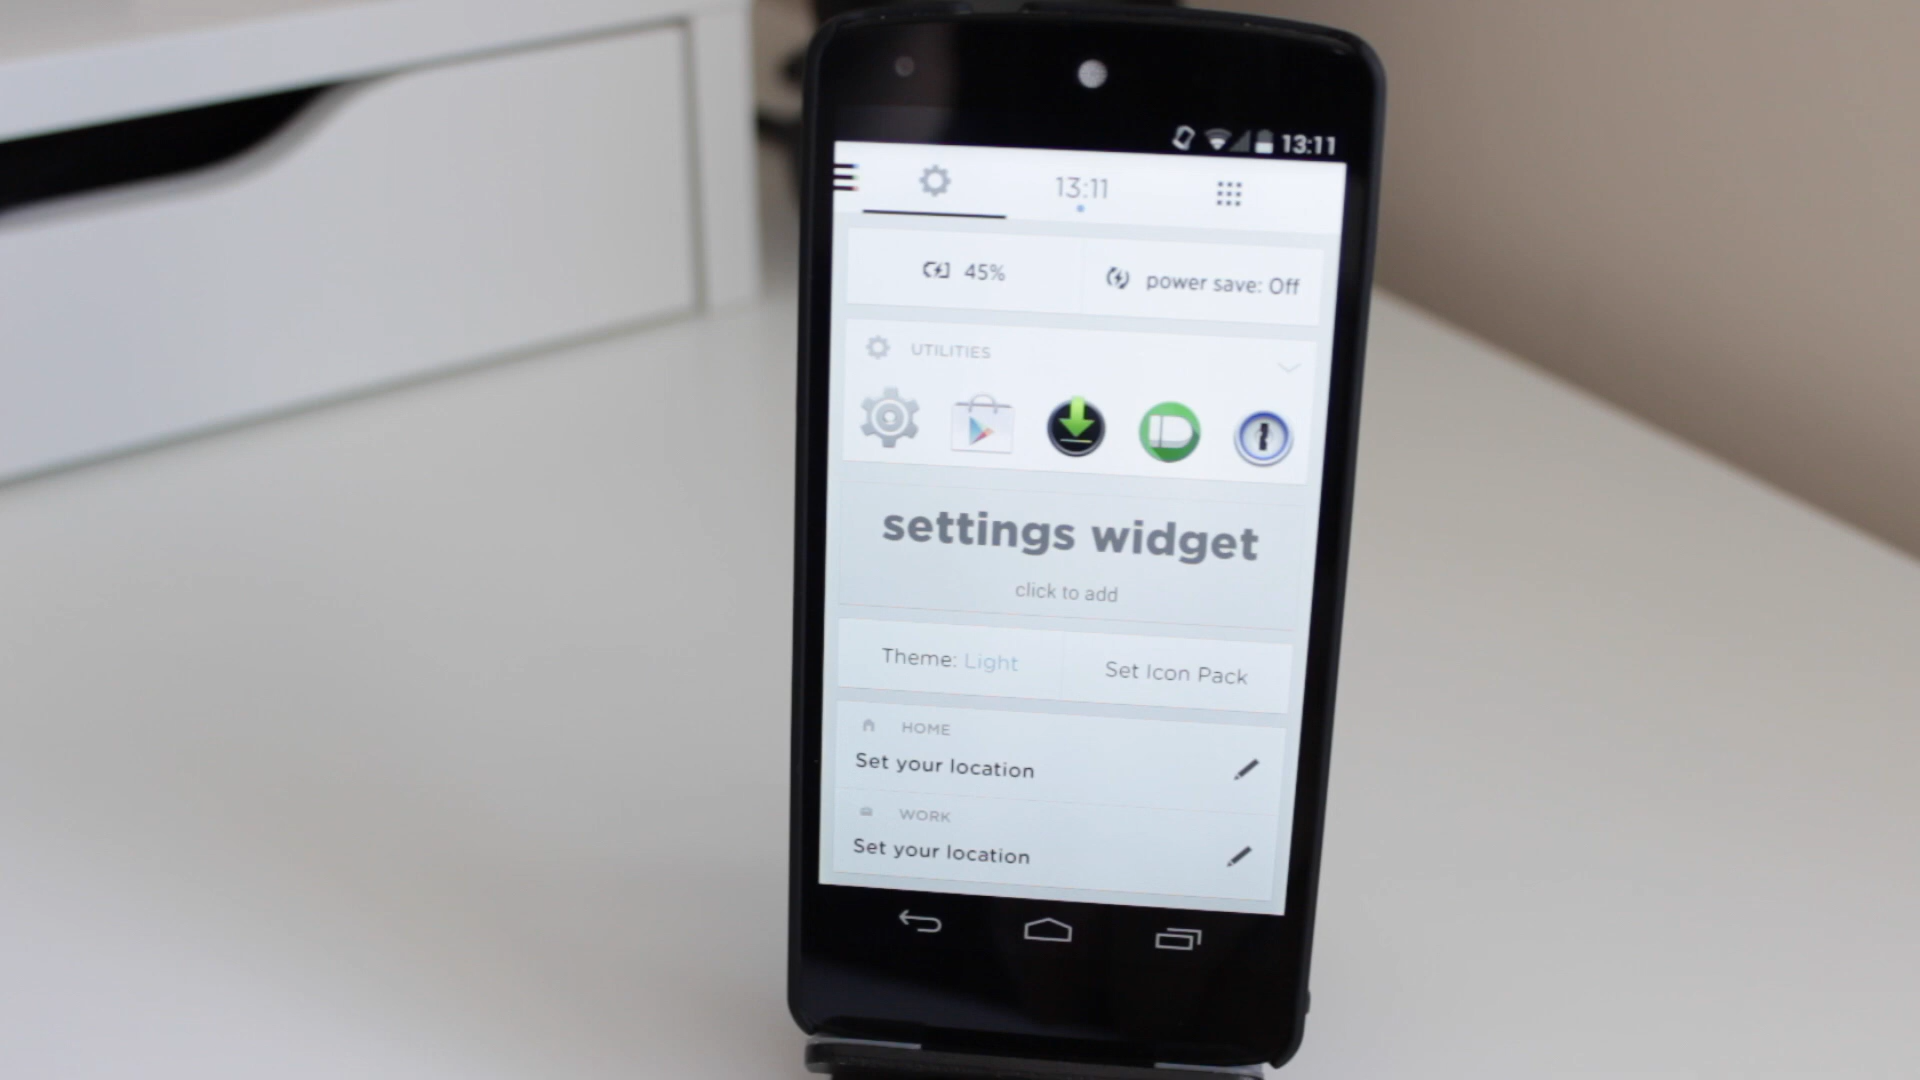 13:11
13:11
45%
power save: Off
UTILITIES
settings widget
click to add
Theme: Light
Set Icon Pack
HOME
Set your location
WORK
Set your location